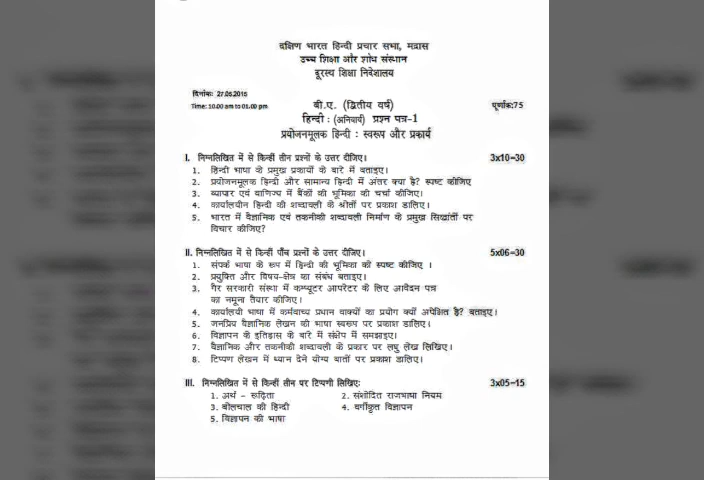 दक्षिण भारत हिन्दी प्रचार सभा, मद्रास
उच्च शिक्षा और शोध संस्थान
दूरस्थ शिक्षा निदेशालय
दिनांक: 27.05.2015
Time: 10.00 am to 01.00 pm
बी.ए. (द्वितीय वर्ष)
पूर्णांक:75
हिन्दी : (अनिवार्य) प्रश्न पत्र-1
प्रयोजनमूलक हिन्दी : स्वरूप और प्रकार्य
I. निम्नलिखित में से किन्हीं तीन प्रश्नों के उत्तर दीजिए। 3x10=30
1. हिन्दी भाषा के प्रमुख प्रकार्यों के बारे में बताइए।
2. प्रयोजनमूलक हिन्दी और सामान्य हिन्दी में अंतर क्या है? स्पष्ट कीजिए
3. व्यापार एवं वाणिज्य में बैंकों की भूमिका की चर्चा कीजिए।
4. कार्यालयीन हिन्दी की शब्दावली के श्रोतों पर प्रकाश डालिए।
5. भारत में वैज्ञानिक एवं तकनीकी शब्दावली निर्माण के प्रमुख सिद्धांतों पर
विचार कीजिए?
II. निम्नलिखित में से किन्हीं पाँच प्रश्नों के उत्तर दीजिए। 5x06=30
1. संपर्क भाषा के रूप में हिन्दी की भूमिका को स्पष्ट कीजिए ।
2. प्रयुक्ति और विषय-क्षेत्र का संबंध बताइए।
3. गैर सरकारी संस्था में कम्प्यूटर आपरेटर के लिए आवेदन पत्र
का नमूना तैयार कीजिए।
4. कार्यालयी भाषा में कर्मवाच्य प्रधान वाक्यों का प्रयोग क्यों अपेक्षित है? बताइए।
5. जनप्रिय वैज्ञानिक लेखन की भाषा स्वरूप पर प्रकाश डालिए।
6. विज्ञापन के इतिहास के बारे में संक्षेप में समझाइए।
7. वैज्ञानिक और तकनीकी शब्दावली के प्रकार पर लघु लेख लिखिए।
8. टिप्पण लेखन में ध्यान देने योग्य बातों पर प्रकाश डालिए।
III. निम्नलिखित में से किन्हीं तीन पर टिप्पणी लिखिए: 3x05=15
1. अर्थ – रूढ़िता 2. संशोदित राजभाषा नियम
3. बोलचाल की हिन्दी 4. वर्गीकृत विज्ञापन
5. विज्ञापन की भाषा